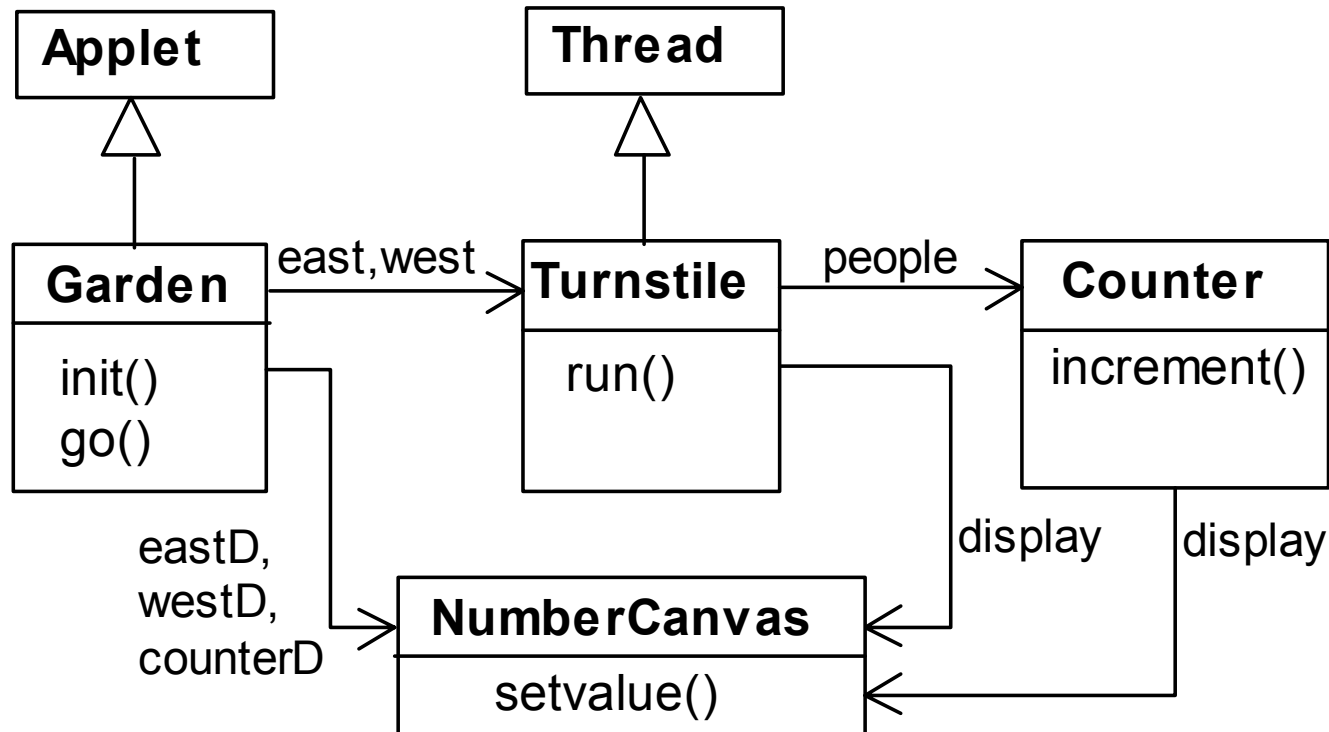 Applet
Thread
Garden
init()
go()
east,west
Turnstile
run()
people
Counter
increment()
eastD,
westD,
counterD
display
display
NumberCanvas
setvalue()